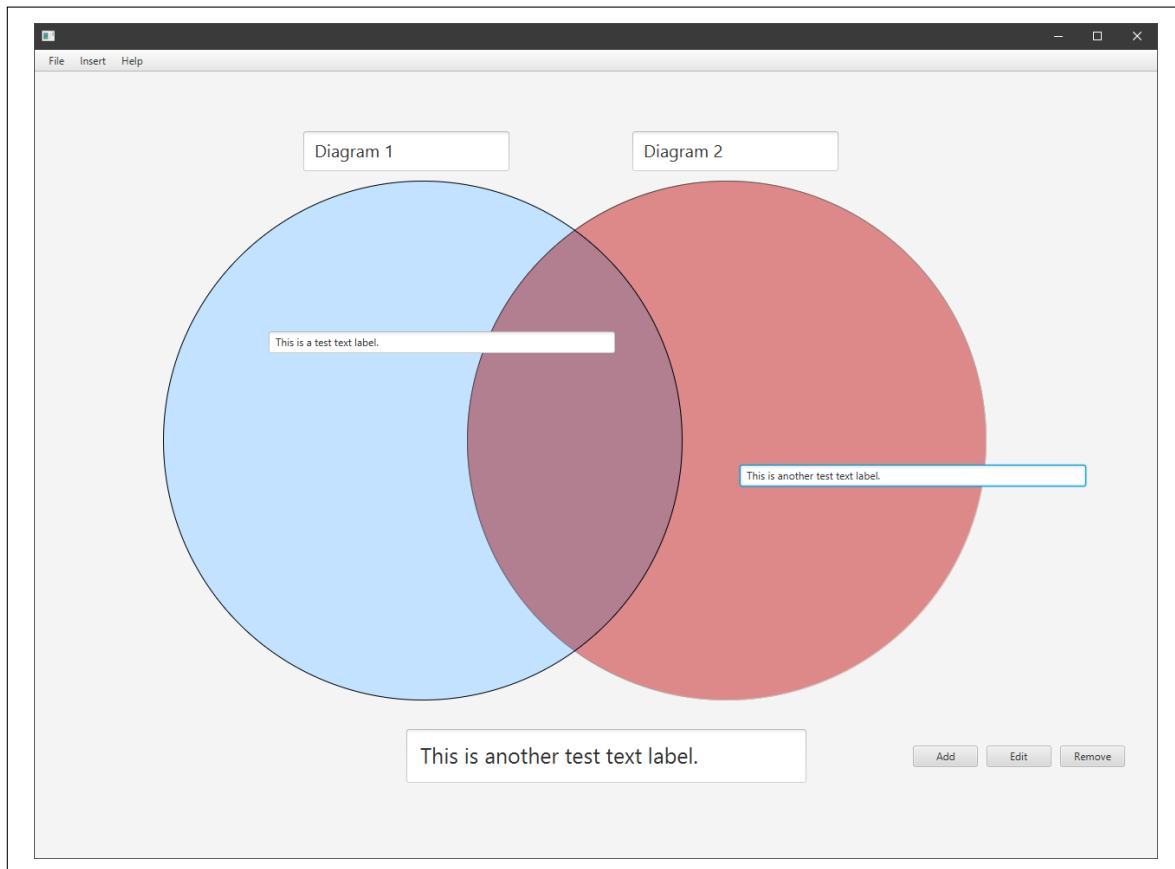 File Insert Help
Diagram 1 Diagram 2
This is a test text label.
This is another test text label.
This is another test text label.
Add Edit Remove